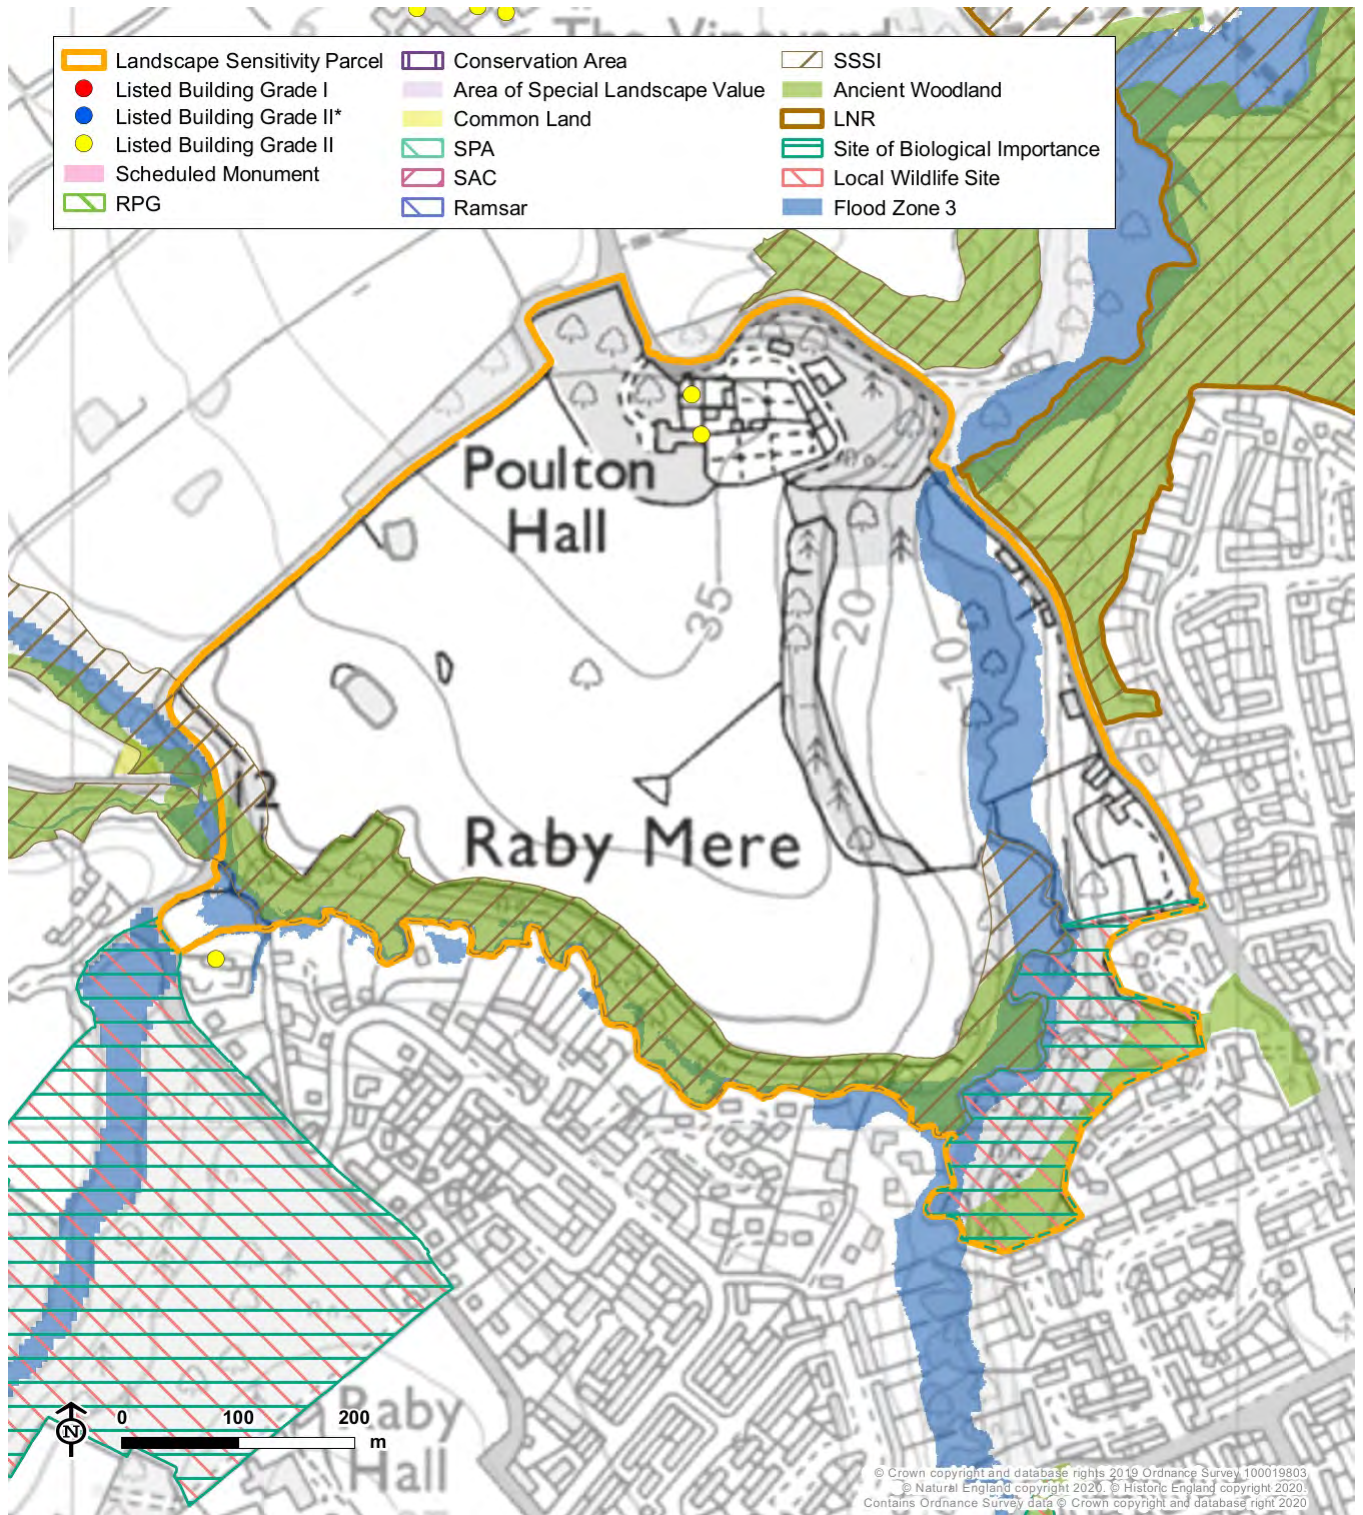 The Vineyard
Landscape Sensitivity Parcel
Listed Building Grade I
Listed Building Grade II*
Listed Building Grade II
Scheduled Monument
RPG
Conservation Area
Area of Special Landscape Value
Common Land
SPA
SAC
Ramsar
SSSI
Ancient Woodland
LNR
Site of Biological Importance
Local Wildlife Site
Flood Zone 3
Poulton
Hall
35
20
10
12
Raby Mere
Raby
Hall
N
0 100 200
m
© Crown copyright and database rights 2019 Ordnance Survey 100019803
© Natural England copyright 2020. © Historic England copyright 2020.
Contains Ordnance Survey data © Crown copyright and database right 2020